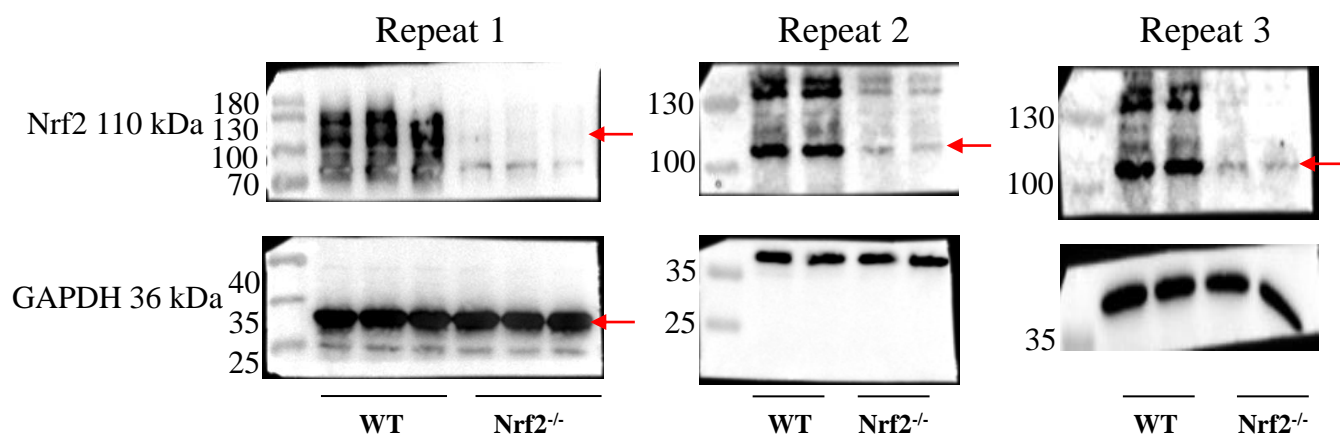 Repeat 1
Repeat 2
Repeat 3
Nrf2 110 kDa
180
130
100
70
130
100
130
100
GAPDH 36 kDa
40
35
25
35
25
35
WT
Nrf2-/-
WT
Nrf2-/-
WT
Nrf2-/-